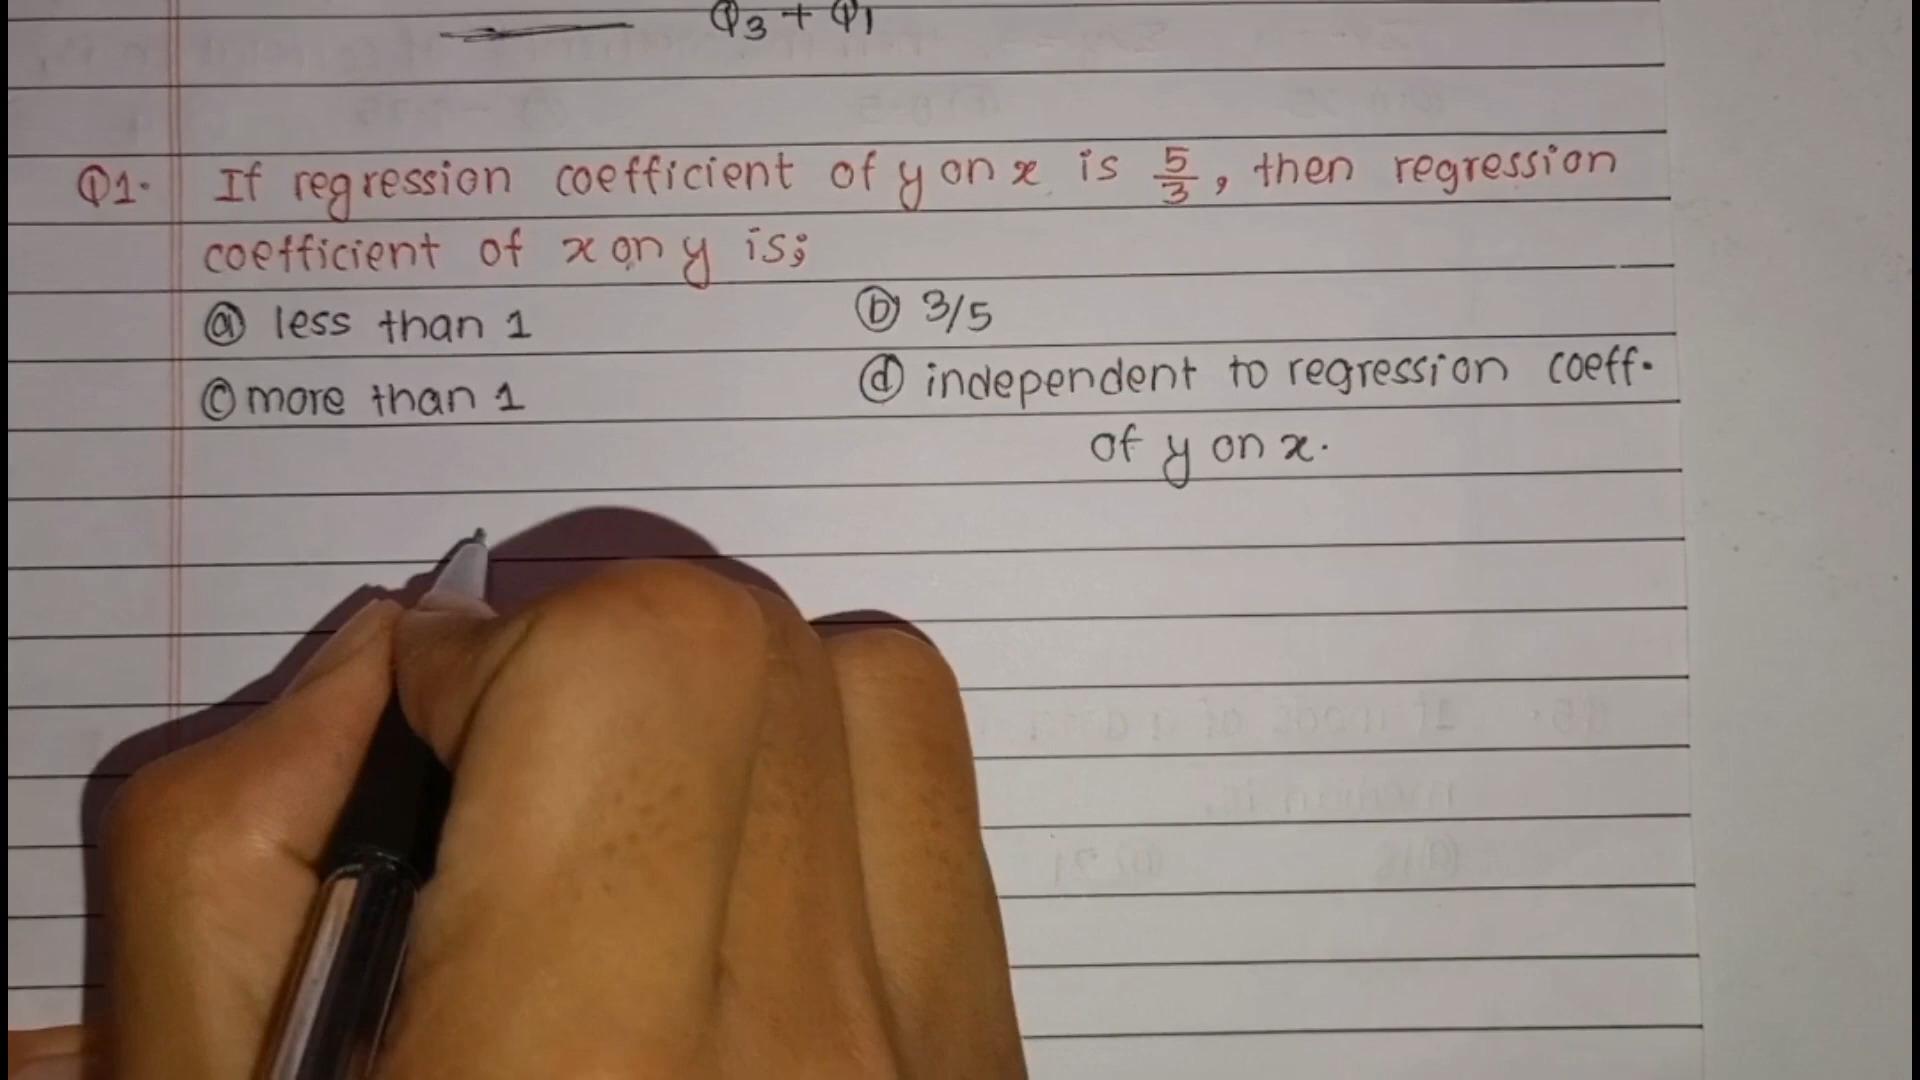 Q3 + Q1
Q1. If regression coefficient of y on x is 5/3, then regression
coefficient of x on y is;
ⓐ less than 1 ⓑ 3/5
ⓒ more than 1 ⓓ independent to regression coeff.
of y on x.